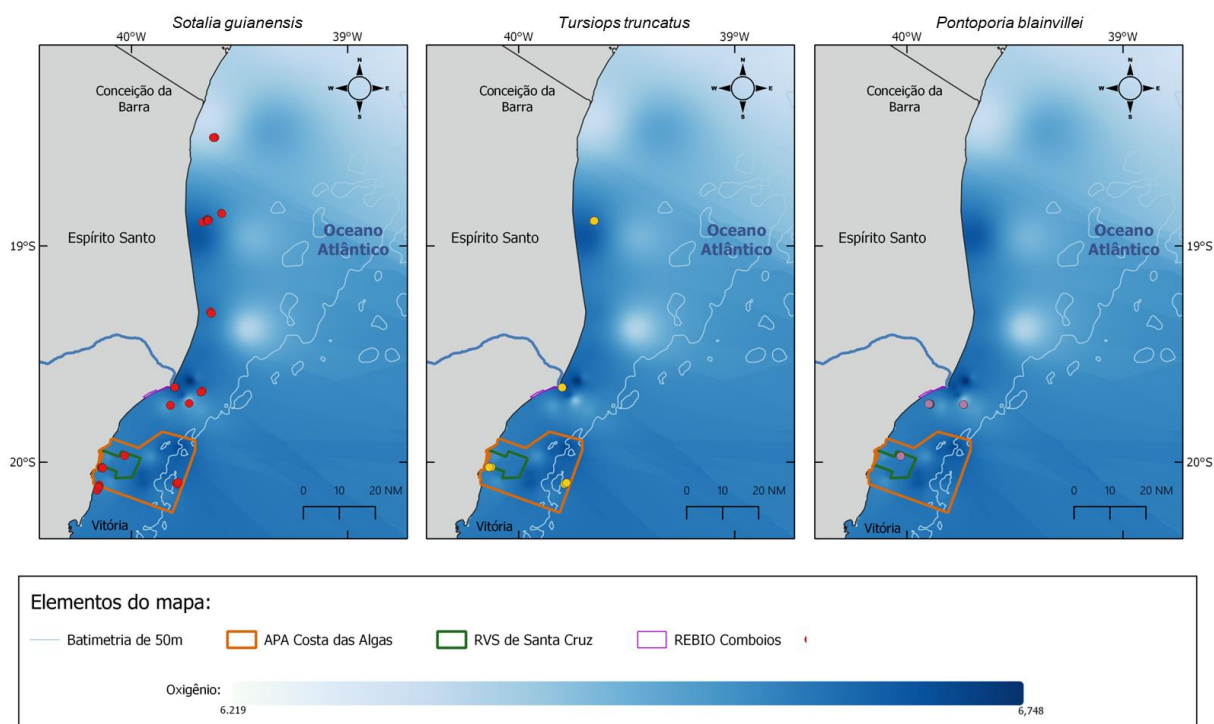 Sotalia guianensis
Tursiops truncatus
Pontoporia blainvillei
40°W 39°W 40°W 39°W 40°W 39°W
N
W E
S
N
W E
S
N
W E
S
Conceição da
Barra
Conceição da
Barra
Conceição da
Barra
19°S
Espírito Santo
Oceano
Atlântico
Espírito Santo
Oceano
Atlântico
Espírito Santo
Oceano
Atlântico
19°S
20°S
20°S
0 10 20 NM
0 10 20 NM
0 10 20 NM
Vitória
Vitória
Vitória
Elementos do mapa:
Batimetria de 50m APA Costa das Algas RVS de Santa Cruz REBIO Comboios
Oxigênio:
6.219 6,748